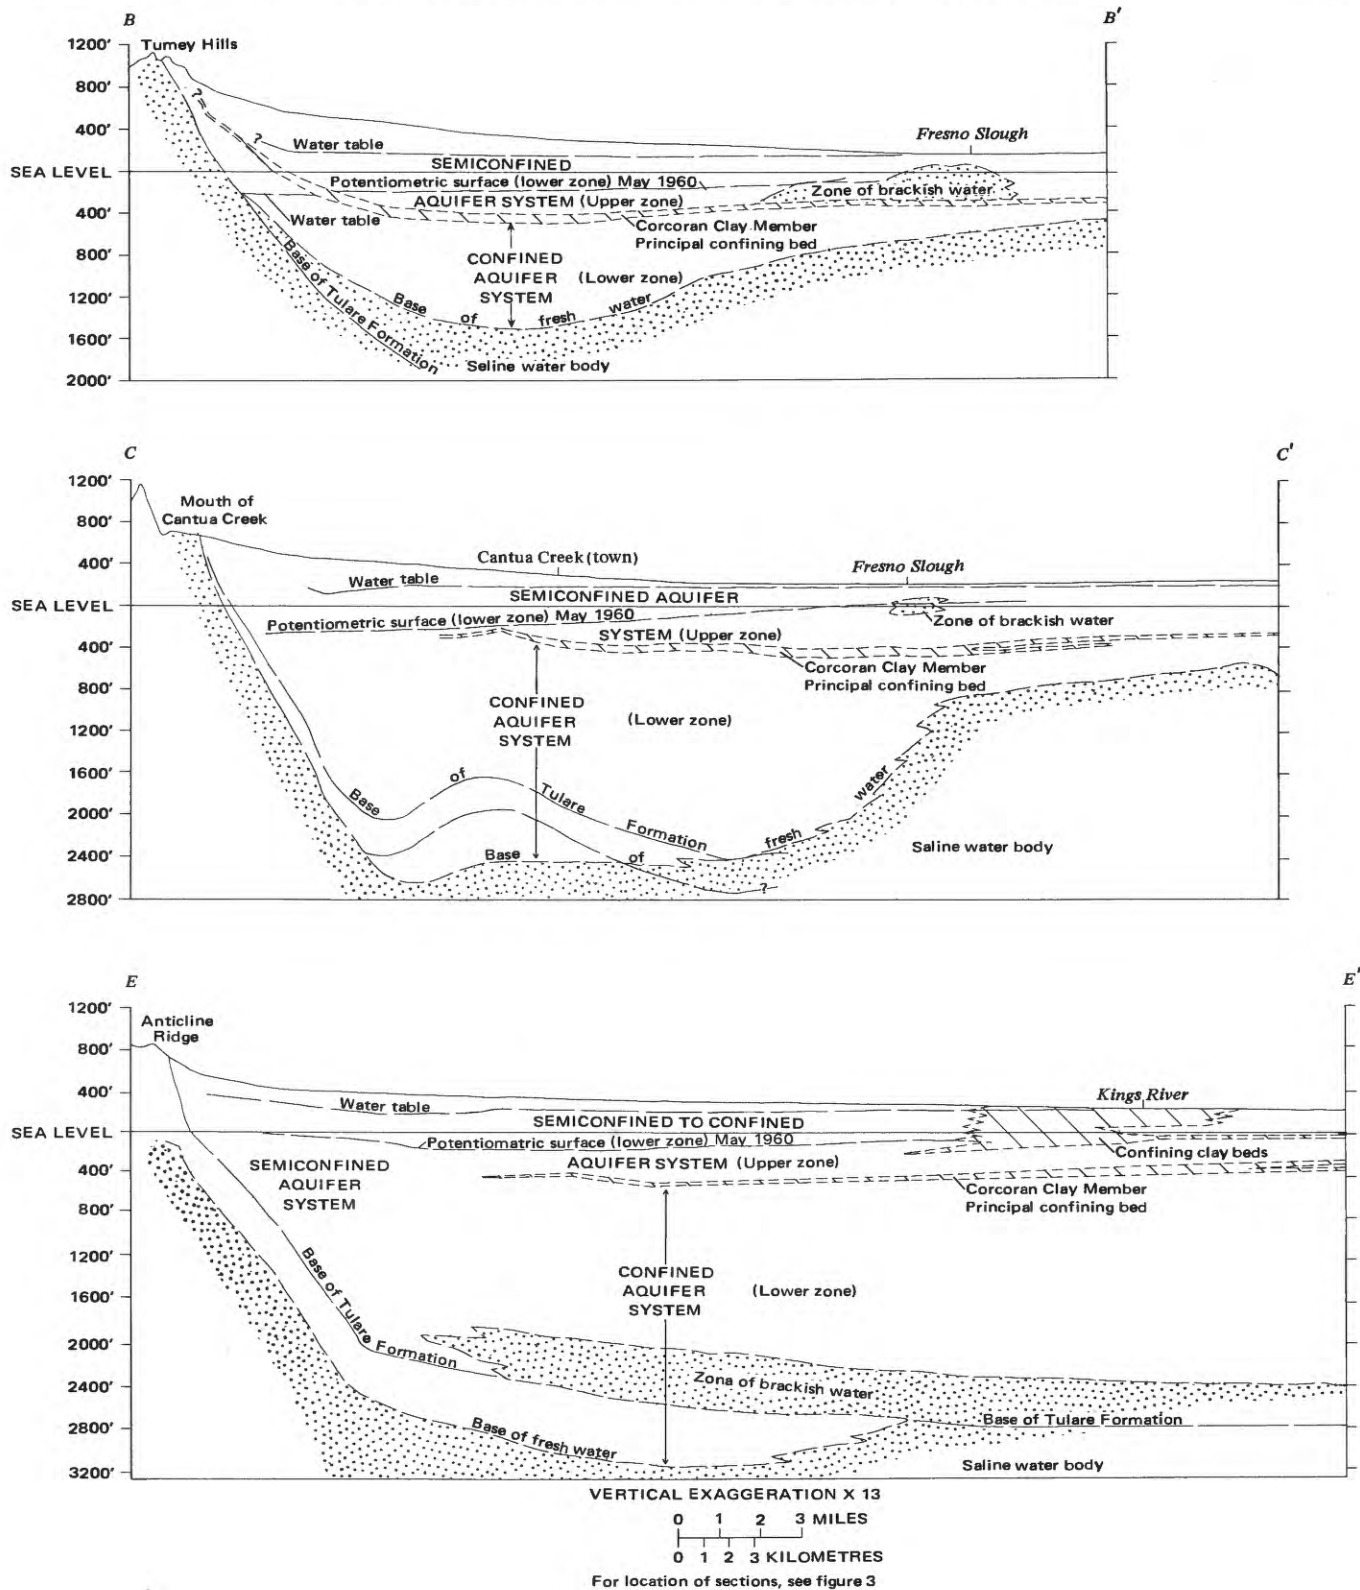 B
B'
Tumey Hills
1200'
800'
400'
SEA LEVEL
400'
800'
1200'
1600'
2000'
?
?
Water table
Fresno Slough
SEMICONFINED
Potentiometric surface (lower zone) May 1960
Zone of brackish water
AQUIFER SYSTEM (Upper zone)
Water table
Corcoran Clay Member
Principal confining bed
CONFINED
AQUIFER (Lower zone)
SYSTEM
Base of Tulare Formation
Base of fresh water
Saline water body
C
C'
1200'
800'
400'
SEA LEVEL
400'
800'
1200'
1600'
2000'
2400'
2800'
Mouth of
Cantua Creek
Cantua Creek (town)
Water table
Fresno Slough
SEMICONFINED AQUIFER
Potentiometric surface (lower zone) May 1960
Zone of brackish water
SYSTEM (Upper zone)
Corcoran Clay Member
Principal confining bed
CONFINED
AQUIFER (Lower zone)
SYSTEM
Base of Tulare Formation
Base of fresh water
Saline water body
?
E
E'
1200'
800'
400'
SEA LEVEL
400'
800'
1200'
1600'
2000'
2400'
2800'
3200'
Anticline
Ridge
Water table
Kings River
SEMICONFINED TO CONFINED
Potentiomatric surface (lower zone) May 1960
Confining clay beds
SEMICONFINED
AQUIFER
SYSTEM
AQUIFER SYSTEM (Upper zone)
Corcoran Clay Member
Principal confining bed
CONFINED
AQUIFER (Lower zone)
SYSTEM
Base of Tulare Formation
Zona of brackish water
Base of Tulare Formation
Base of fresh water
Saline water body
VERTICAL EXAGGERATION X 13
0 1 2 3 MILES
0 1 2 3 KILOMETRES
For location of sections, see figure 3